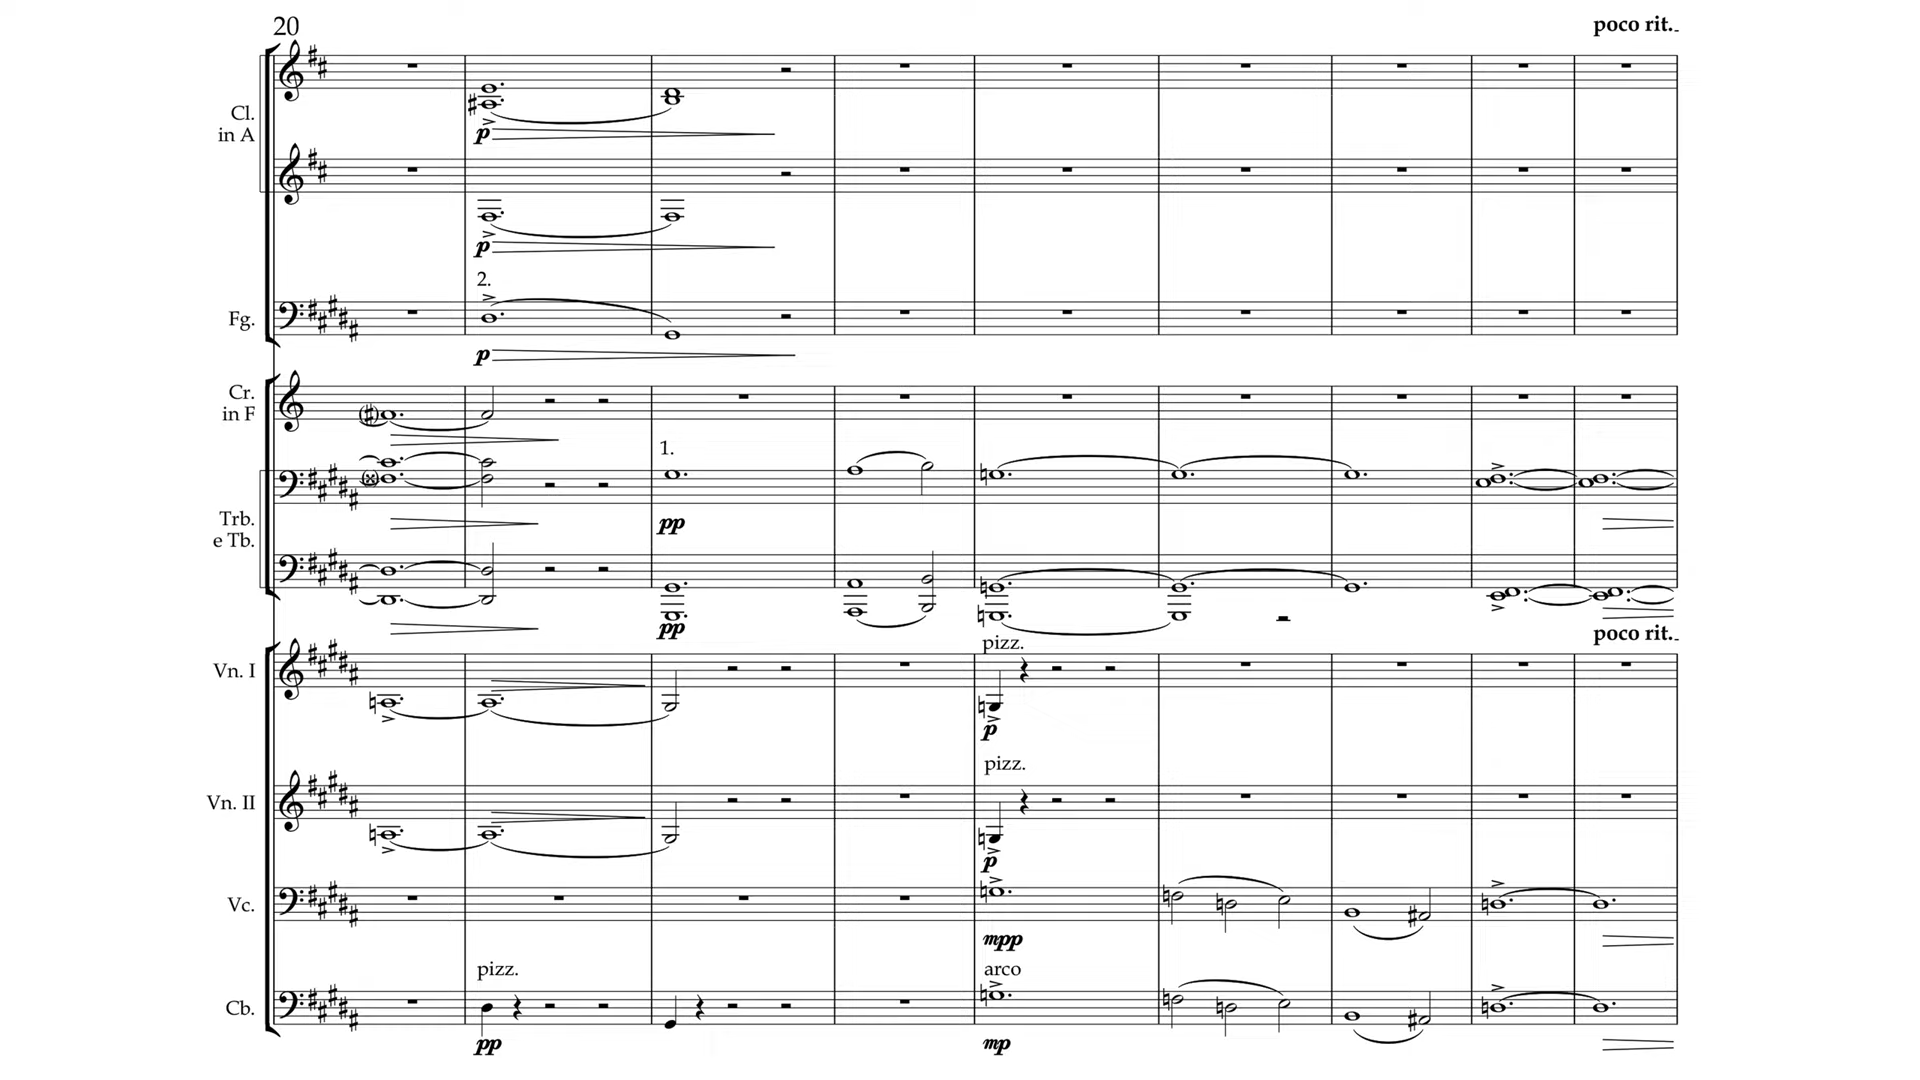 20
poco rit.
Cl.
in A
p
p
2.
Fg.
p
Cr.
in F
1.
Trb.
e Tb.
pp
pp
poco rit.
pizz.
Vn. I
p
pizz.
Vn. II
p
Vc.
mpp
pizz.
arco
Cb.
pp
mp